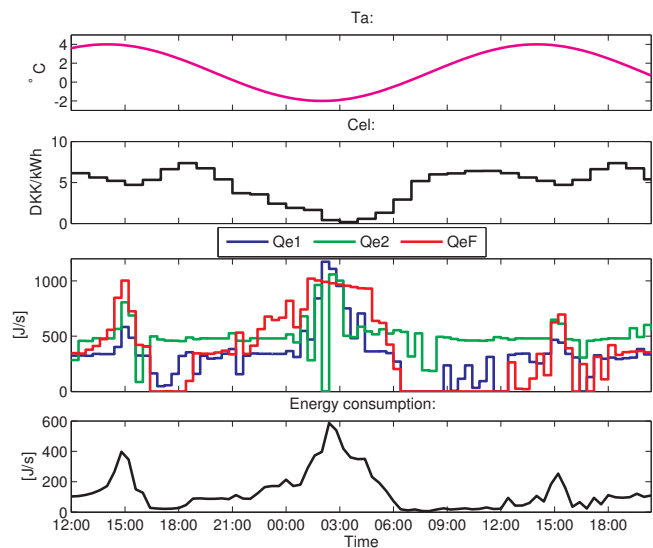 Ta:
4
2
0
-2
° C
Cel:
10
5
0
DKK/kWh
Qe1 Qe2 QeF
1000
500
0
[J/s]
Energy consumption:
600
400
200
0
[J/s]
12:00 15:00 18:00 21:00 00:00 03:00 06:00 09:00 12:00 15:00 18:00
Time